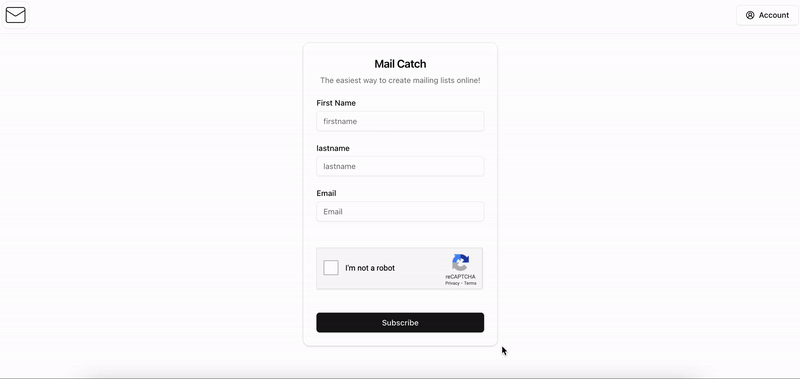 Account
Mail Catch
The easiest way to create mailing lists online!
First Name
firstname
lastname
lastname
Email
Email
I'm not a robot
reCAPTCHA
Privacy - Terms
Subscribe